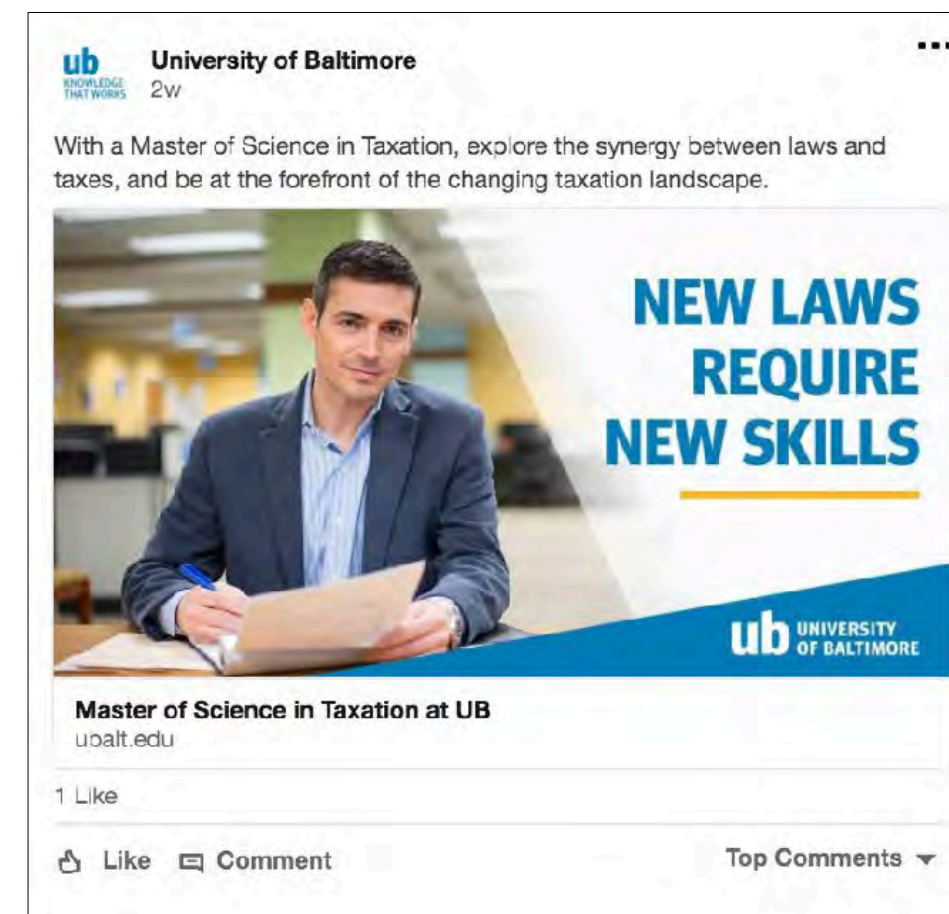 ub
KNOWLEDGE
THAT WORKS
University of Baltimore
2w
With a Master of Science in Taxation, explore the synergy between laws and
taxes, and be at the forefront of the changing taxation landscape.
NEW LAWS
REQUIRE
NEW SKILLS
ub UNIVERSITY
OF BALTIMORE
Master of Science in Taxation at UB
ubalt.edu
1 Like
Like Comment Top Comments